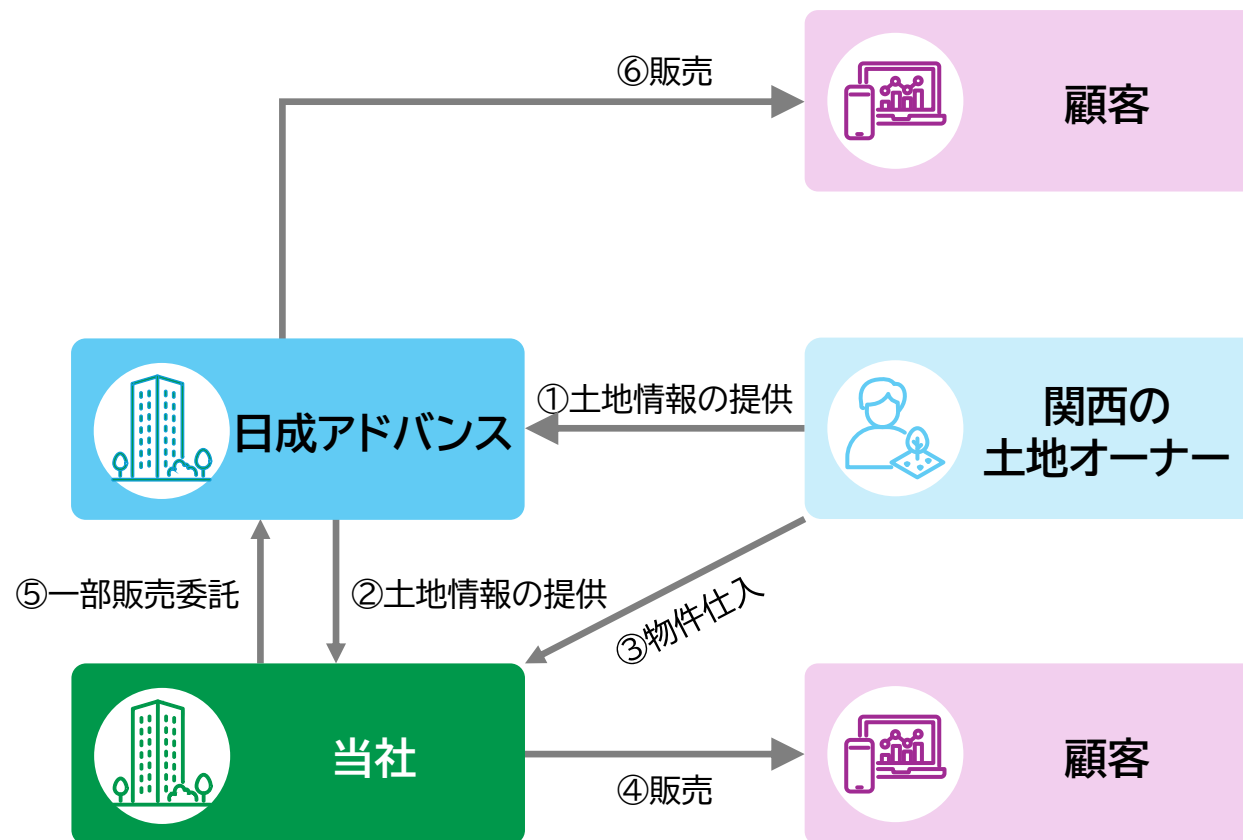 ⑥販売
顧客
日成アドバンス
①土地情報の提供
関西の
土地オーナー
⑤一部販売委託
②土地情報の提供
③物件仕入
当社
④販売
顧客